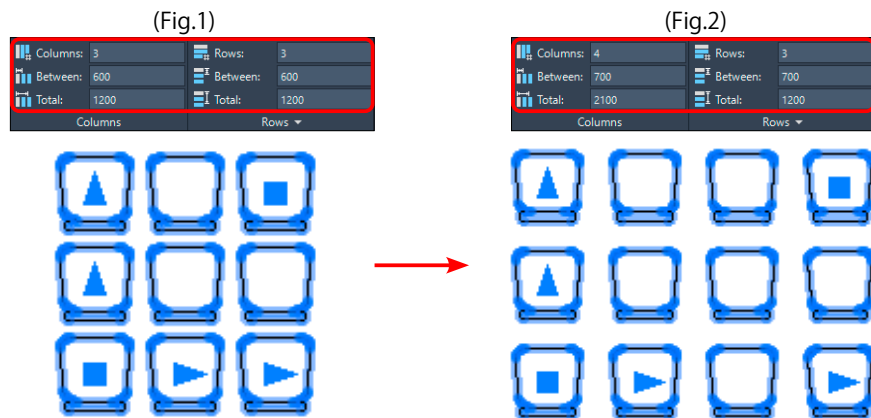 (Fig.1)
Columns: 3 Rows: 3
Between: 600 Between: 600
Total: 1200 Total: 1200
Columns Rows
(Fig.2)
Columns: 4 Rows: 3
Between: 700 Between: 700
Total: 2100 Total: 1200
Columns Rows